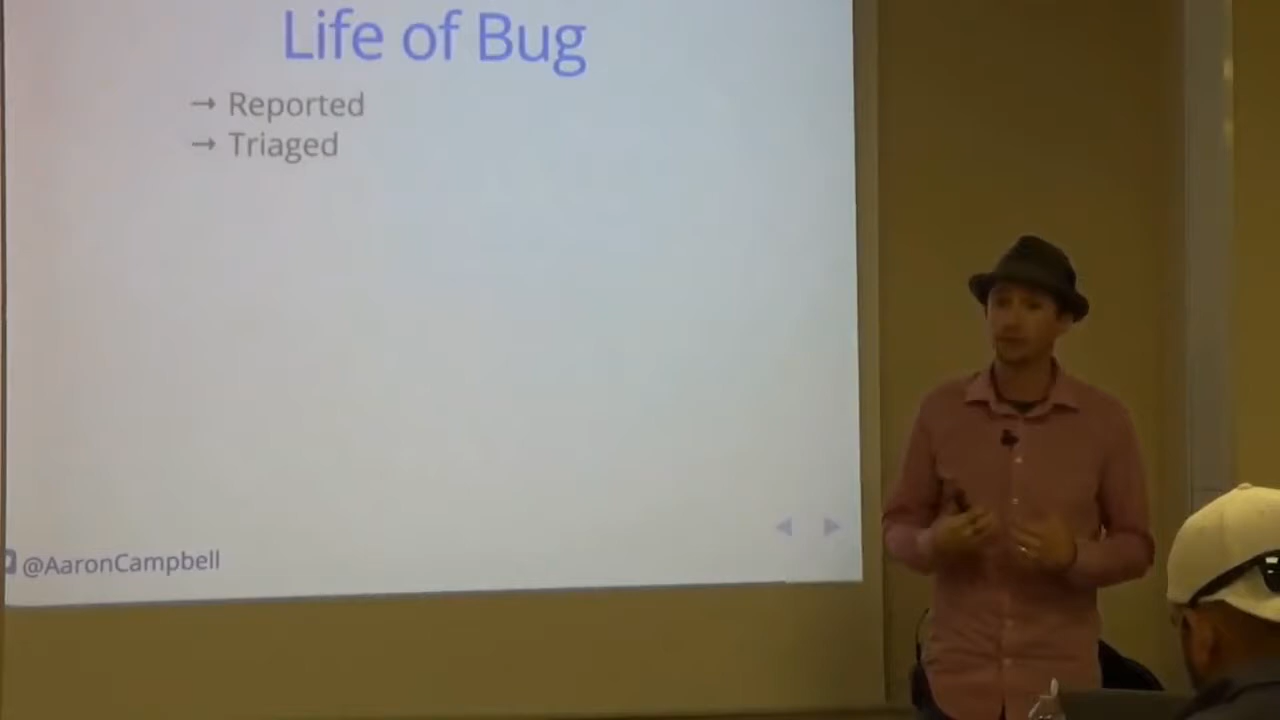 Life of Bug
→ Reported
→ Triaged
@AaronCampbell